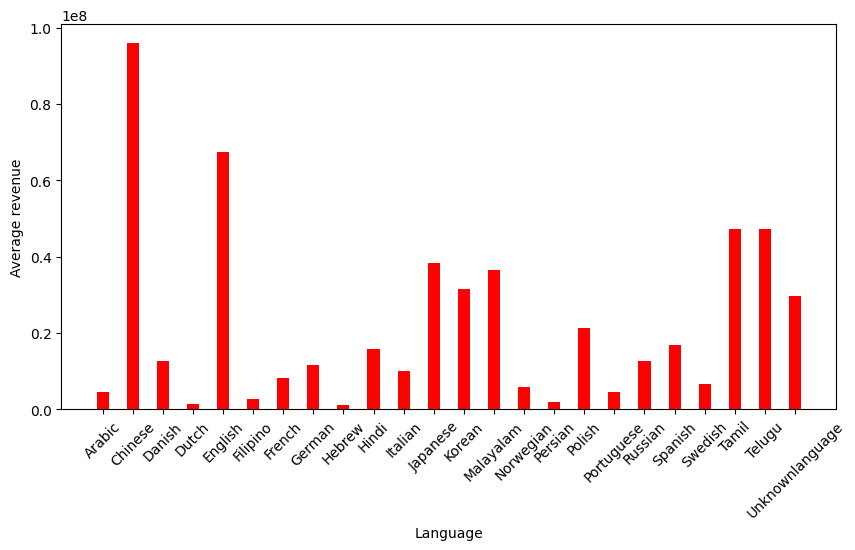 1e8
1.0
0.8
0.6
0.4
0.2
0.0
Average revenue
Arabic
Chinese
Danish
Dutch
English
Filipino
French
German
Hebrew
Hindi
Italian
Japanese
Korean
Malayalam
Norwegian
Persian
Polish
Portuguese
Russian
Spanish
Swedish
Tamil
Telugu
Unknownlanguage
Language